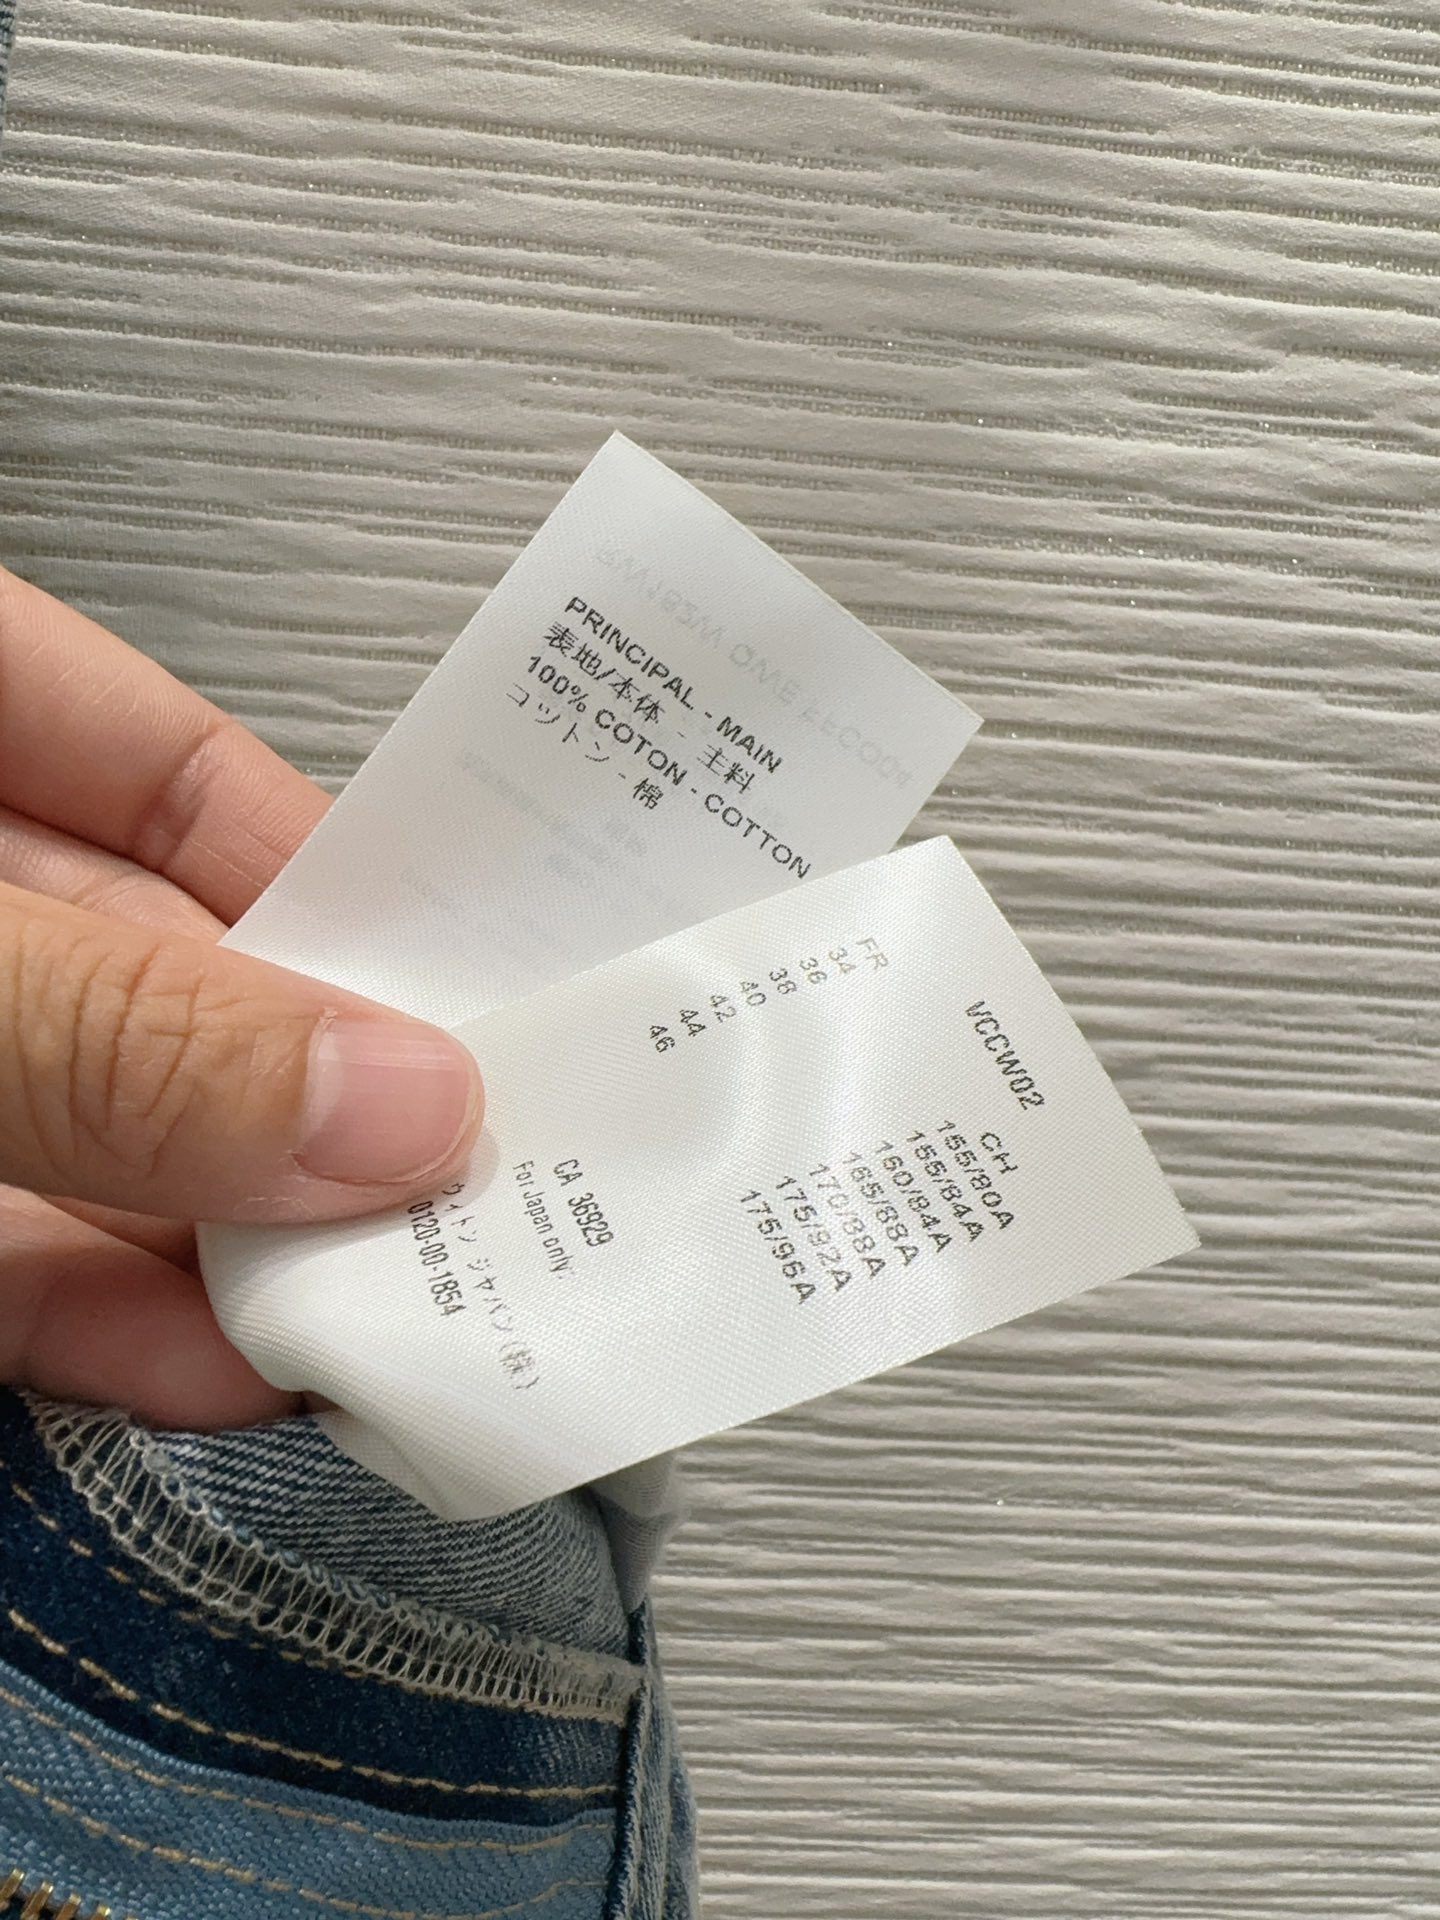 PRINCIPAL - MAIN
表地/本体 - 主料
100% COTON - COTTON
コットン - 棉
VCCW02
FR CH
34 155/80A
36 155/84A
38 160/84A
40 165/88A
42 170/88A
44 175/92A
46 175/96A
CA 36929
For Japan only:
ヴィトン ジャパン(株)
0120-00-1854